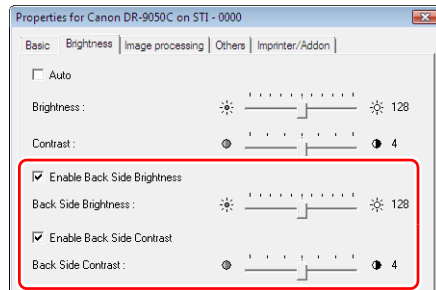 Properties for Canon DR-9050C on STI - 0000
Basic Brightness Image processing Others Imprinter/Addon
Auto
Brightness : 128
Contrast : 4
Enable Back Side Brightness
Back Side Brightness : 128
Enable Back Side Contrast
Back Side Contrast : 4